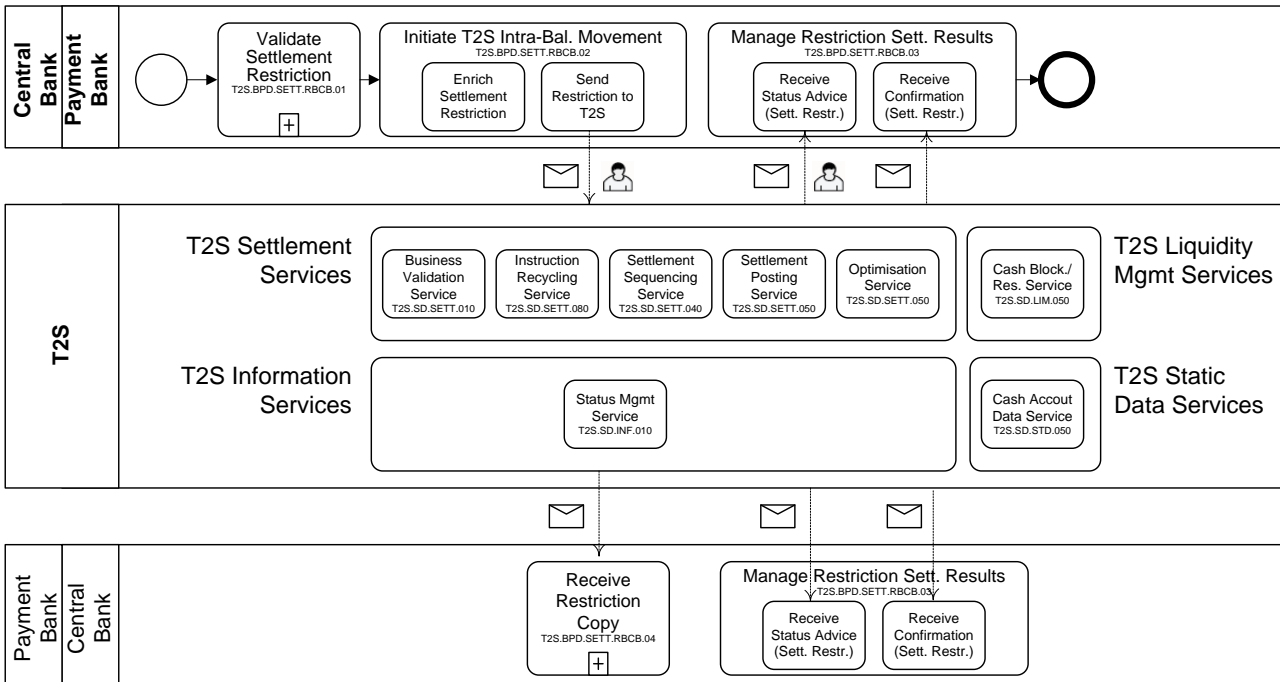 Central
Bank
Payment
Bank
Validate
Settlement
Restriction
T2S.BPD.SETT.RBCB.01
Initiate T2S Intra-Bal. Movement
T2S.BPD.SETT.RBCB.02
Enrich
Settlement
Restriction
Send
Restriction to
T2S
Manage Restriction Sett. Results
T2S.BPD.SETT.RBCB.03
Receive
Status Advice
(Sett. Restr.)
Receive
Confirmation
(Sett. Restr.)
T2S
T2S Settlement
Services
Business
Validation
Service
T2S.SD.SETT.010
Instruction
Recycling
Service
T2S.SD.SETT.080
Settlement
Sequencing
Service
T2S.SD.SETT.040
Settlement
Posting
Service
T2S.SD.SETT.050
Optimisation
Service
T2S.SD.SETT.050
Cash Block./
Res. Service
T2S.SD.LIM.050
T2S Liquidity
Mgmt Services
T2S Information
Services
Status Mgmt
Service
T2S.SD.INF.010
Cash Accout
Data Service
T2S.SD.STD.050
T2S Static
Data Services
Payment
Bank
Central
Bank
Receive
Restriction
Copy
T2S.BPD.SETT.RBCB.04
Manage Restriction Sett. Results
T2S.BPD.SETT.RBCB.03
Receive
Status Advice
(Sett. Restr.)
Receive
Confirmation
(Sett. Restr.)